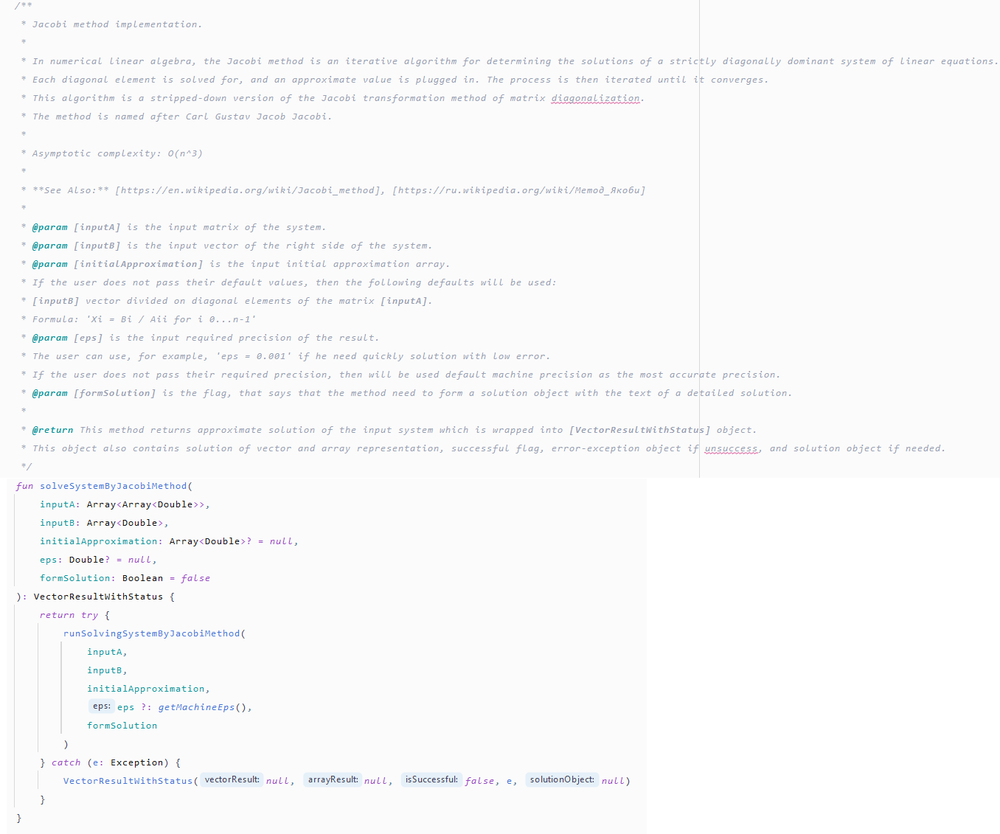 /**
* Jacobi method implementation.
*
* In numerical linear algebra, the Jacobi method is an iterative algorithm for determining the solutions of a strictly diagonally dominant system of linear equations.
* Each diagonal element is solved for, and an approximate value is plugged in. The process is then iterated until it converges.
* This algorithm is a stripped-down version of the Jacobi transformation method of matrix diagonalization.
* The method is named after Carl Gustav Jacob Jacobi.
*
* Asymptotic complexity: O(n^3)
*
* **See Also:** [https://en.wikipedia.org/wiki/Jacobi_method], [https://ru.wikipedia.org/wiki/Метод_Якоби]
*
* @param [inputA] is the input matrix of the system.
* @param [inputB] is the input vector of the right side of the system.
* @param [initialApproximation] is the input initial approximation array.
* If the user does not pass their default values, then the following defaults will be used:
* [inputB] vector divided on diagonal elements of the matrix [inputA].
* Formula: 'Xi = Bi / Aii for i 0...n-1'
* @param [eps] is the input required precision of the result.
* The user can use, for example, 'eps = 0.001' if he need quickly solution with low error.
* If the user does not pass their required precision, then will be used default machine precision as the most accurate precision.
* @param [formSolution] is the flag, that says that the method need to form a solution object with the text of a detailed solution.
*
* @return This method returns approximate solution of the input system which is wrapped into [VectorResultWithStatus] object.
* This object also contains solution of vector and array representation, successful flag, error-exception object if unsuccess, and solution object if needed.
*/
fun solveSystemByJacobiMethod(
inputA: Array<Array<Double>>,
inputB: Array<Double>,
initialApproximation: Array<Double>? = null,
eps: Double? = null,
formSolution: Boolean = false
): VectorResultWithStatus {
return try {
runSolvingSystemByJacobiMethod(
inputA,
inputB,
initialApproximation,
eps: eps ?: getMachineEps(),
formSolution
)
} catch (e: Exception) {
VectorResultWithStatus( vectorResult: null, arrayResult: null, isSuccessful: false, e, solutionObject: null)
}
}